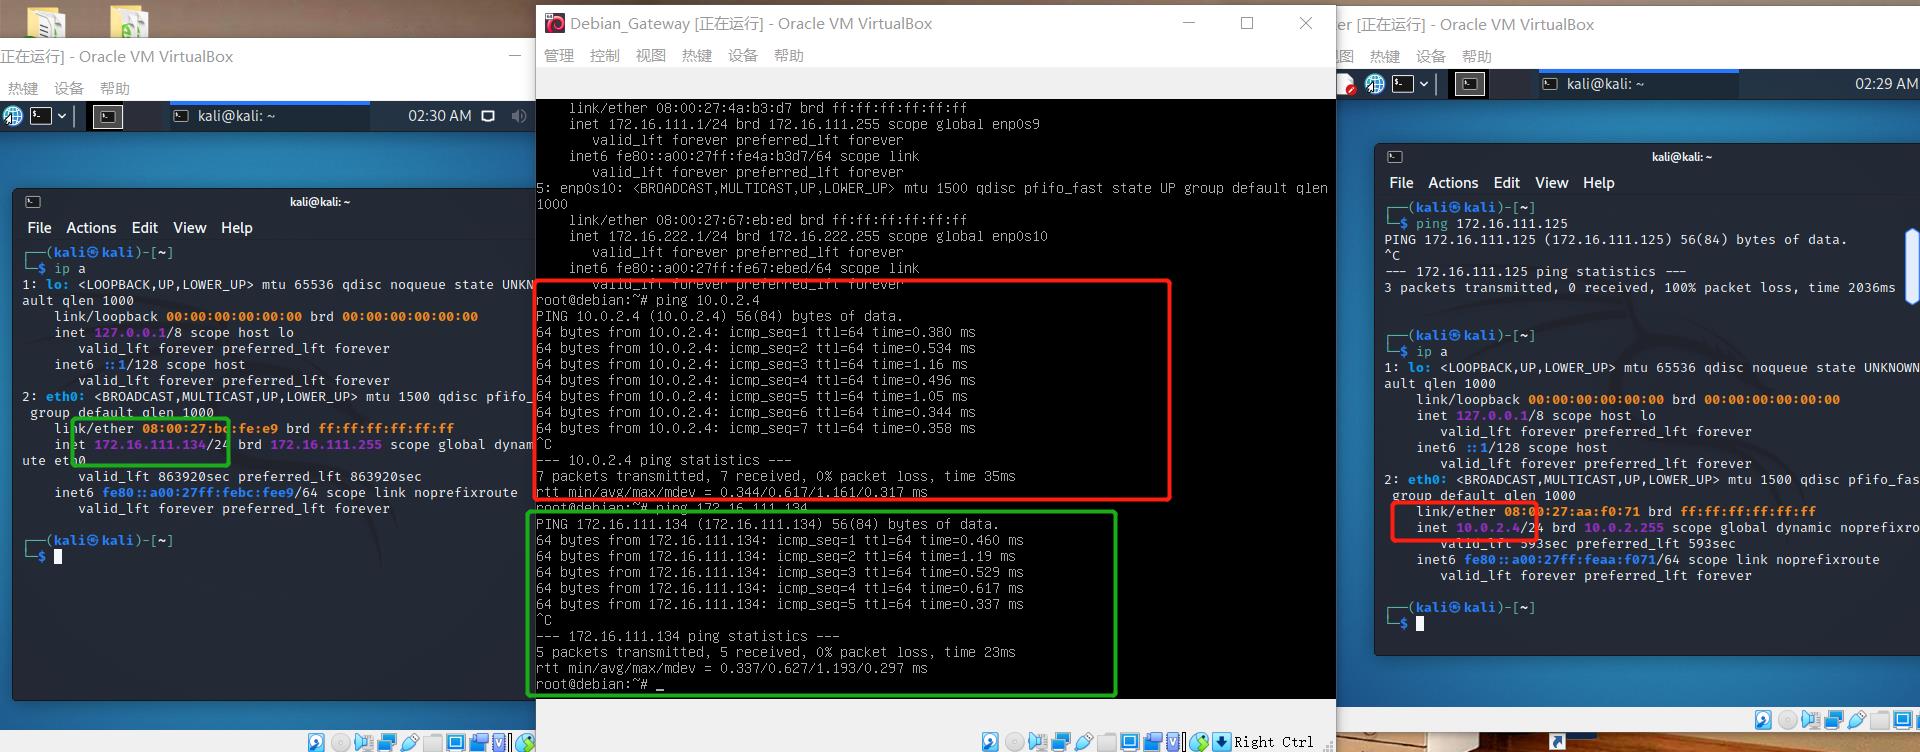 正在运行] - Oracle VM VirtualBox
热键 设备 帮助
02:30 AM
kali@kali: ~
kali@kali: ~
File Actions Edit View Help
┌──(kali㉿kali)-[~]
└─$ ip a
1: lo: <LOOPBACK,UP,LOWER_UP> mtu 65536 qdisc noqueue state UNKN
ault qlen 1000
link/loopback 00:00:00:00:00:00 brd 00:00:00:00:00:00
inet 127.0.0.1/8 scope host lo
valid_lft forever preferred_lft forever
inet6 ::1/128 scope host
valid_lft forever preferred_lft forever
2: eth0: <BROADCAST,MULTICAST,UP,LOWER_UP> mtu 1500 qdisc pfifo_
group default qlen 1000
link/ether 08:00:27:bc:fe:e9 brd ff:ff:ff:ff:ff:ff
inet 172.16.111.134/24 brd 172.16.111.255 scope global dynam
ute eth0
valid_lft 863920sec preferred_lft 863920sec
inet6 fe80::a00:27ff:febc:fee9/64 scope link noprefixroute
valid_lft forever preferred_lft forever
┌──(kali㉿kali)-[~]
└─$
Debian_Gateway [正在运行] - Oracle VM VirtualBox
管理 控制 视图 热键 设备 帮助
link/ether 08:00:27:4a:b3:d7 brd ff:ff:ff:ff:ff:ff
inet 172.16.111.1/24 brd 172.16.111.255 scope global enp0s9
valid_lft forever preferred_lft forever
inet6 fe80::a00:27ff:fe4a:b3d7/64 scope link
valid_lft forever preferred_lft forever
5: enp0s10: <BROADCAST,MULTICAST,UP,LOWER_UP> mtu 1500 qdisc pfifo_fast state UP group default qlen
1000
link/ether 08:00:27:67:eb:ed brd ff:ff:ff:ff:ff:ff
inet 172.16.222.1/24 brd 172.16.222.255 scope global enp0s10
valid_lft forever preferred_lft forever
inet6 fe80::a00:27ff:fe67:ebed/64 scope link
valid_lft forever preferred_lft forever
root@debian:~# ping 10.0.2.4
PING 10.0.2.4 (10.0.2.4) 56(84) bytes of data.
64 bytes from 10.0.2.4: icmp_seq=1 ttl=64 time=0.380 ms
64 bytes from 10.0.2.4: icmp_seq=2 ttl=64 time=0.534 ms
64 bytes from 10.0.2.4: icmp_seq=3 ttl=64 time=1.16 ms
64 bytes from 10.0.2.4: icmp_seq=4 ttl=64 time=0.496 ms
64 bytes from 10.0.2.4: icmp_seq=5 ttl=64 time=1.05 ms
64 bytes from 10.0.2.4: icmp_seq=6 ttl=64 time=0.344 ms
64 bytes from 10.0.2.4: icmp_seq=7 ttl=64 time=0.358 ms
^C
--- 10.0.2.4 ping statistics ---
7 packets transmitted, 7 received, 0% packet loss, time 35ms
rtt min/avg/max/mdev = 0.344/0.617/1.161/0.317 ms
root@debian:~# ping 172.16.111.134
PING 172.16.111.134 (172.16.111.134) 56(84) bytes of data.
64 bytes from 172.16.111.134: icmp_seq=1 ttl=64 time=0.460 ms
64 bytes from 172.16.111.134: icmp_seq=2 ttl=64 time=1.19 ms
64 bytes from 172.16.111.134: icmp_seq=3 ttl=64 time=0.529 ms
64 bytes from 172.16.111.134: icmp_seq=4 ttl=64 time=0.617 ms
64 bytes from 172.16.111.134: icmp_seq=5 ttl=64 time=0.337 ms
^C
--- 172.16.111.134 ping statistics ---
5 packets transmitted, 5 received, 0% packet loss, time 23ms
rtt min/avg/max/mdev = 0.337/0.627/1.193/0.297 ms
root@debian:~# _
Right Ctrl
er [正在运行] - Oracle VM VirtualBox
图 热键 设备 帮助
kali@kali: ~
02:29 AM
kali@kali: ~
File Actions Edit View Help
┌──(kali㉿kali)-[~]
└─$ ping 172.16.111.125
PING 172.16.111.125 (172.16.111.125) 56(84) bytes of data.
^C
--- 172.16.111.125 ping statistics ---
3 packets transmitted, 0 received, 100% packet loss, time 2036ms
┌──(kali㉿kali)-[~]
└─$ ip a
1: lo: <LOOPBACK,UP,LOWER_UP> mtu 65536 qdisc noqueue state UNKNOWN
ault qlen 1000
link/loopback 00:00:00:00:00:00 brd 00:00:00:00:00:00
inet 127.0.0.1/8 scope host lo
valid_lft forever preferred_lft forever
inet6 ::1/128 scope host
valid_lft forever preferred_lft forever
2: eth0: <BROADCAST,MULTICAST,UP,LOWER_UP> mtu 1500 qdisc pfifo_fas
group default qlen 1000
link/ether 08:00:27:aa:f0:71 brd ff:ff:ff:ff:ff:ff
inet 10.0.2.4/24 brd 10.0.2.255 scope global dynamic noprefixro
valid_lft 593sec preferred_lft 593sec
inet6 fe80::a00:27ff:feaa:f071/64 scope link noprefixroute
valid_lft forever preferred_lft forever
┌──(kali㉿kali)-[~]
└─$